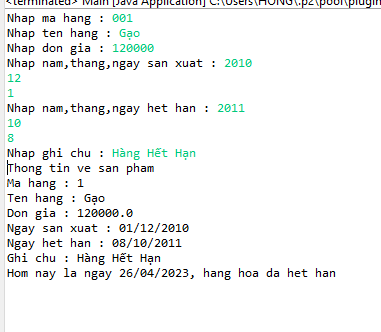 <terminated> Main [Java Application] C:\Users\HONG\.p2\pool\plugin
Nhap ma hang : 001
Nhap ten hang : Gạo
Nhap don gia : 120000
Nhap nam,thang,ngay san xuat : 2010
12
1
Nhap nam,thang,ngay het han : 2011
10
8
Nhap ghi chu : Hàng Hết Hạn
Thong tin ve san pham
Ma hang : 1
Ten hang : Gạo
Don gia : 120000.0
Ngay san xuat : 01/12/2010
Ngay het han : 08/10/2011
Ghi chu : Hàng Hết Hạn
Hom nay la ngay 26/04/2023, hang hoa da het han